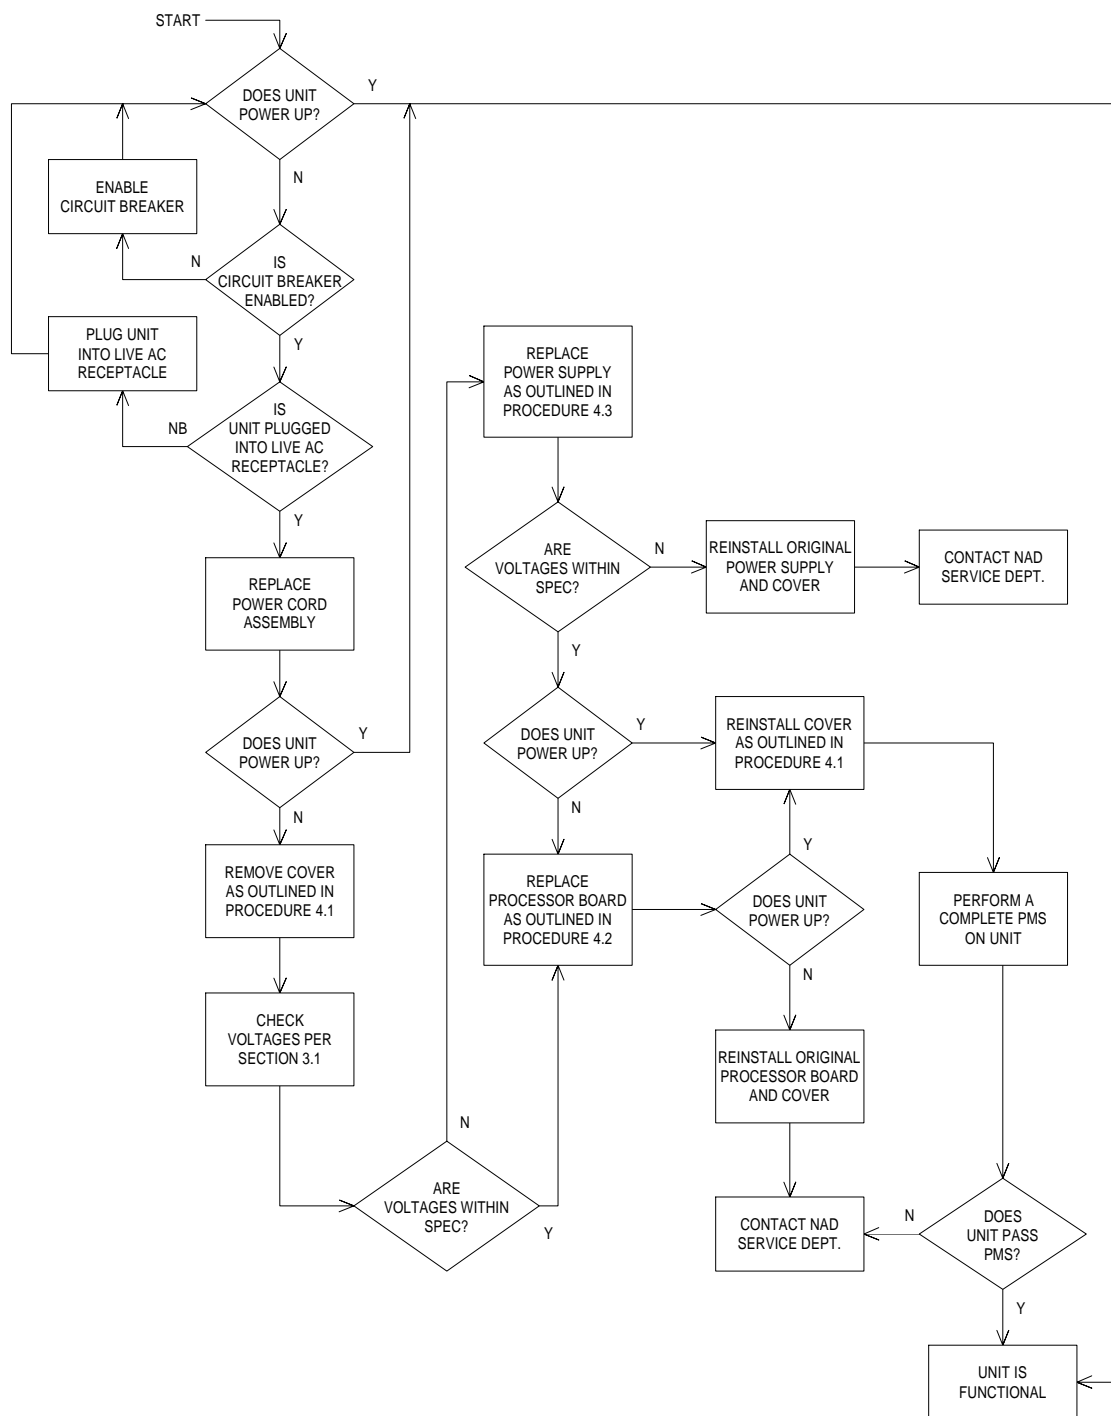 START
DOES UNIT
POWER UP?
Y
N
ENABLE
CIRCUIT BREAKER
N
IS
CIRCUIT BREAKER
ENABLED?
Y
PLUG UNIT
INTO LIVE AC
RECEPTACLE
NB
IS
UNIT PLUGGED
INTO LIVE AC
RECEPTACLE?
Y
REPLACE
POWER CORD
ASSEMBLY
DOES UNIT
POWER UP?
Y
N
REMOVE COVER
AS OUTLINED IN
PROCEDURE 4.1
CHECK
VOLTAGES PER
SECTION 3.1
N
ARE
VOLTAGES WITHIN
SPEC?
Y
REPLACE
POWER SUPPLY
AS OUTLINED IN
PROCEDURE 4.3
ARE
VOLTAGES WITHIN
SPEC?
N
Y
REINSTALL ORIGINAL
POWER SUPPLY
AND COVER
CONTACT NAD
SERVICE DEPT.
DOES UNIT
POWER UP?
Y
N
REINSTALL COVER
AS OUTLINED IN
PROCEDURE 4.1
REPLACE
PROCESSOR BOARD
AS OUTLINED IN
PROCEDURE 4.2
Y
DOES UNIT
POWER UP?
N
PERFORM A
COMPLETE PMS
ON UNIT
REINSTALL ORIGINAL
PROCESSOR BOARD
AND COVER
CONTACT NAD
SERVICE DEPT.
N
DOES
UNIT PASS
PMS?
Y
UNIT IS
FUNCTIONAL